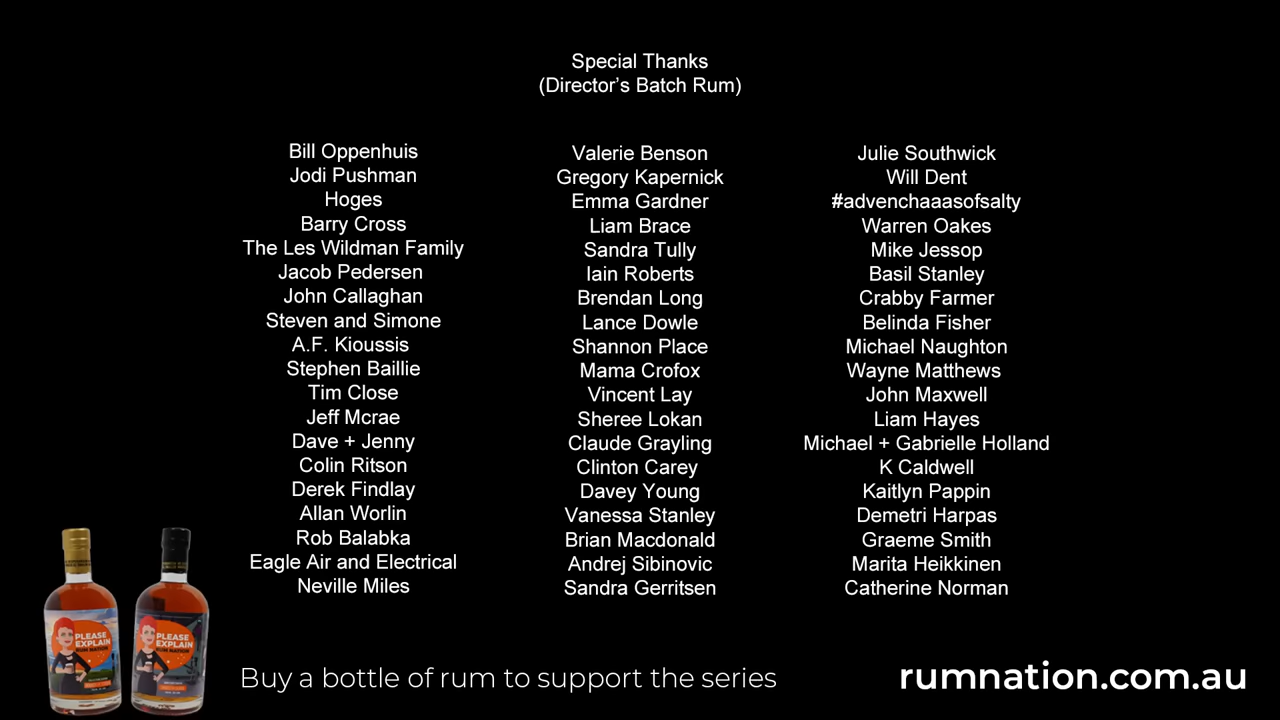 Special Thanks
(Director's Batch Rum)
Bill Oppenhuis
Jodi Pushman
Hoges
Barry Cross
The Les Wildman Family
Jacob Pedersen
John Callaghan
Steven and Simone
A.F. Kioussis
Stephen Baillie
Tim Close
Jeff Mcrae
Dave + Jenny
Colin Ritson
Derek Findlay
Allan Worlin
Rob Balabka
Eagle Air and Electrical
Neville Miles
Valerie Benson
Gregory Kapernick
Emma Gardner
Liam Brace
Sandra Tully
Iain Roberts
Brendan Long
Lance Dowle
Shannon Place
Mama Crofox
Vincent Lay
Sheree Lokan
Claude Grayling
Clinton Carey
Davey Young
Vanessa Stanley
Brian Macdonald
Andrej Sibinovic
Sandra Gerritsen
Julie Southwick
Will Dent
#advenchaaasofsalty
Warren Oakes
Mike Jessop
Basil Stanley
Crabby Farmer
Belinda Fisher
Michael Naughton
Wayne Matthews
John Maxwell
Liam Hayes
Michael + Gabrielle Holland
K Caldwell
Kaitlyn Pappin
Demetri Harpas
Graeme Smith
Marita Heikkinen
Catherine Norman
PLEASE
EXPLAIN
RUM NATION
PLEASE
EXPLAIN
RUM NATION
Buy a bottle of rum to support the series
rumnation.com.au